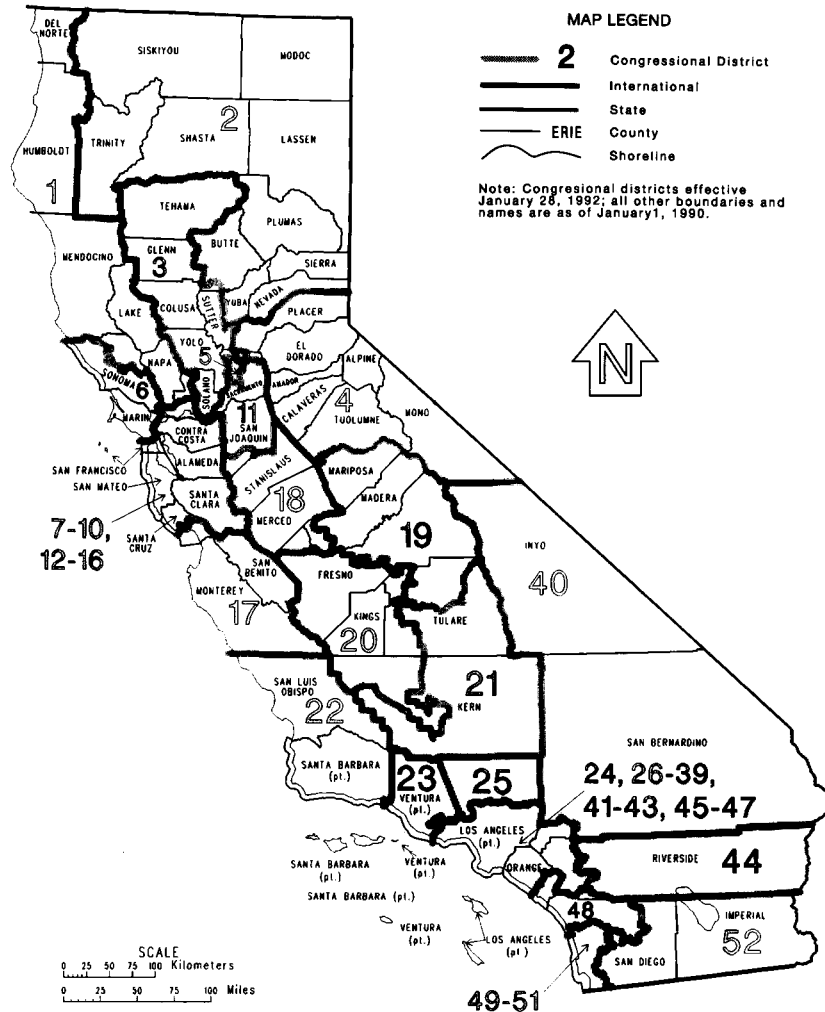 MAP LEGEND
2 Congressional District
International
State
ERIE County
Shoreline
Note: Congresional districts effective
January 28, 1992; all other boundaries and
names are as of January1, 1990.
DEL
NORTE
SISKIYOU
MODOC
2
HUMBOLDT
TRINITY
SHASTA
LASSEN
1
TEHAMA
PLUMAS
MENDOCINO
GLENN
3
BUTTE
SIERRA
LAKE
COLUSA
SUTTER
YUBA
NEVADA
PLACER
YOLO
5
EL
DORADO
N
SONOMA
6
NAPA
SOLANO
SACRAMENTO
AMADOR
ALPINE
MARIN
11
CALAVERAS
4
TUOLUMNE
MONO
CONTRA
COSTA
SAN
JOAQUIN
SAN FRANCISCO
ALAMEDA
STANISLAUS
MARIPOSA
SAN MATEO
SANTA
CLARA
18
MADERA
7-10,
12-16
SANTA
CRUZ
MERCED
19
INYO
40
SAN
BENITO
FRESNO
MONTEREY
17
KINGS
20
TULARE
SAN LUIS
OBISPO
22
21
KERN
SAN BERNARDINO
SANTA BARBARA
(pt.)
23
VENTURA
(pt.)
25
24, 26-39,
41-43, 45-47
LOS ANGELES
(pt.)
RIVERSIDE
44
SANTA BARBARA
(pt.)
VENTURA
(pt.)
ORANGE
SANTA BARBARA (pt.)
48
IMPERIAL
52
VENTURA
(pt.)
LOS ANGELES
(pt.)
SAN DIEGO
49-51
SCALE
0 25 50 75 100 Kilometers
0 25 50 75 100 Miles